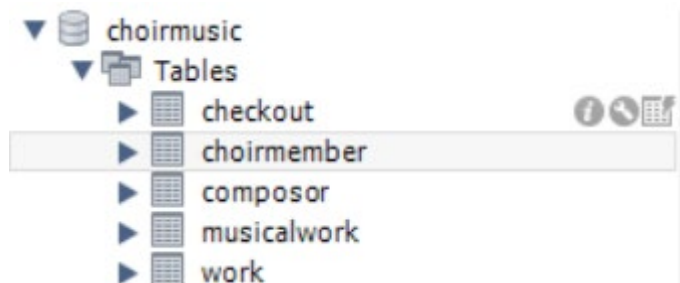 choirmusic
Tables
checkout
choirmember
composor
musicalwork
work